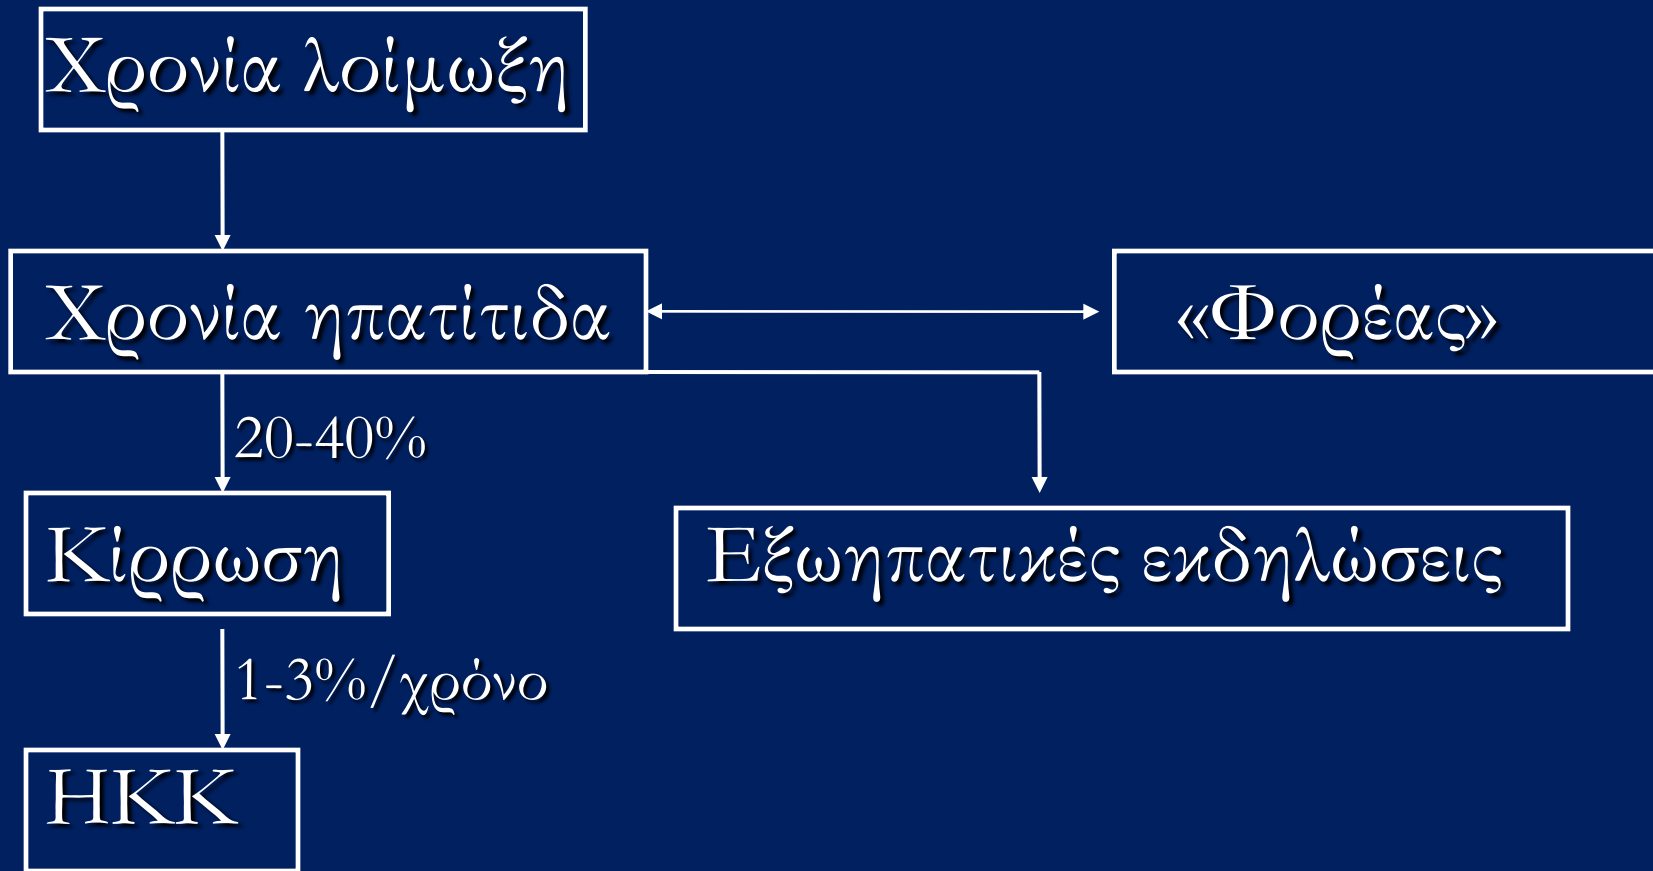 Χρονία λοίμωξη
Χρονία ηπατίτιδα
«Φορέας»
20-40%
Κίρρωση
Εξωηπατικές εκδηλώσεις
1-3%/χρόνο
ΗΚΚ